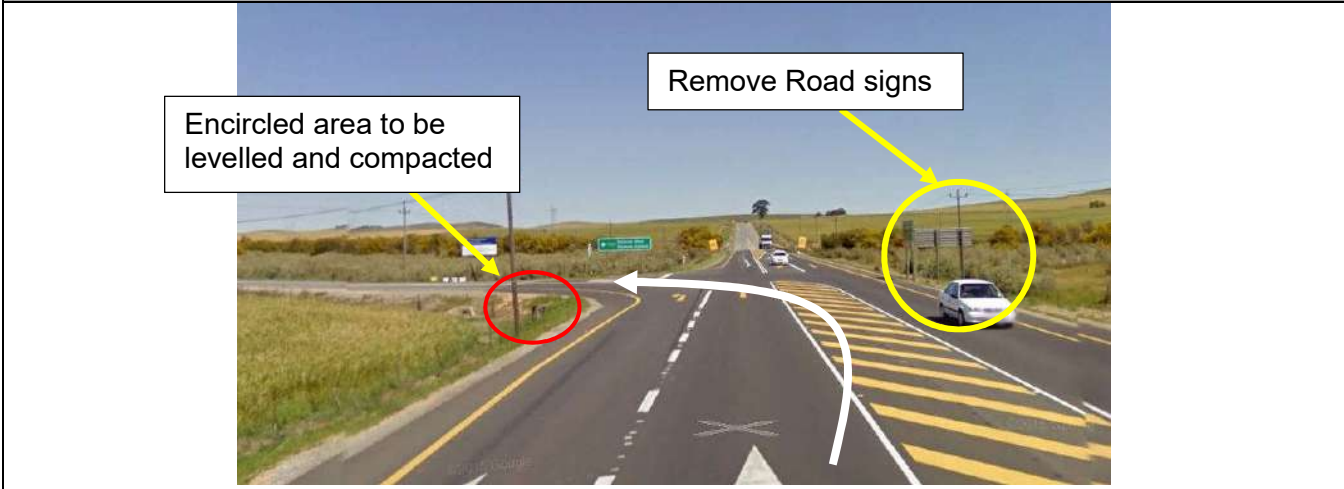 Remove Road signs
Encircled area to be
levelled and compacted